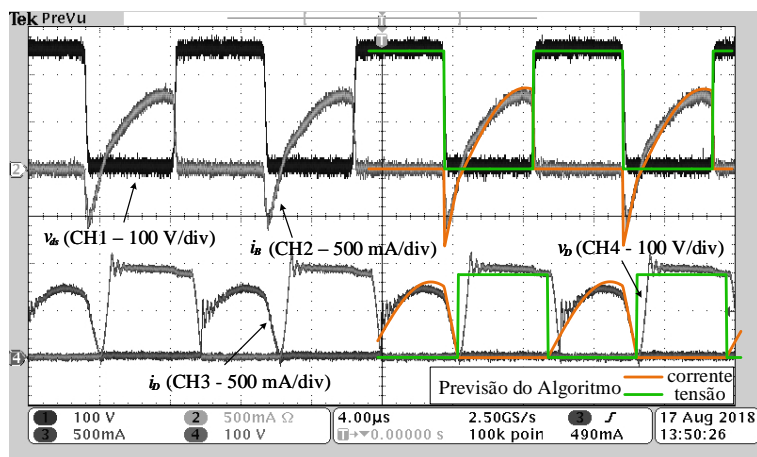 Tek PreVu
T
T
2
v_ds (CH1 – 100 V/div)
i_B (CH2 – 500 mA/div)
v_D (CH4 - 100 V/div)
4
i_D (CH3 - 500 mA/div)
Previsão do Algoritmo
corrente
tensão
1 100 V
2 500mA Ω
3 500mA
4 100 V
4.00µs
T→▼0.00000 s
2.50GS/s
100k poin
3 ƒ
490mA
17 Aug 2018
13:50:26